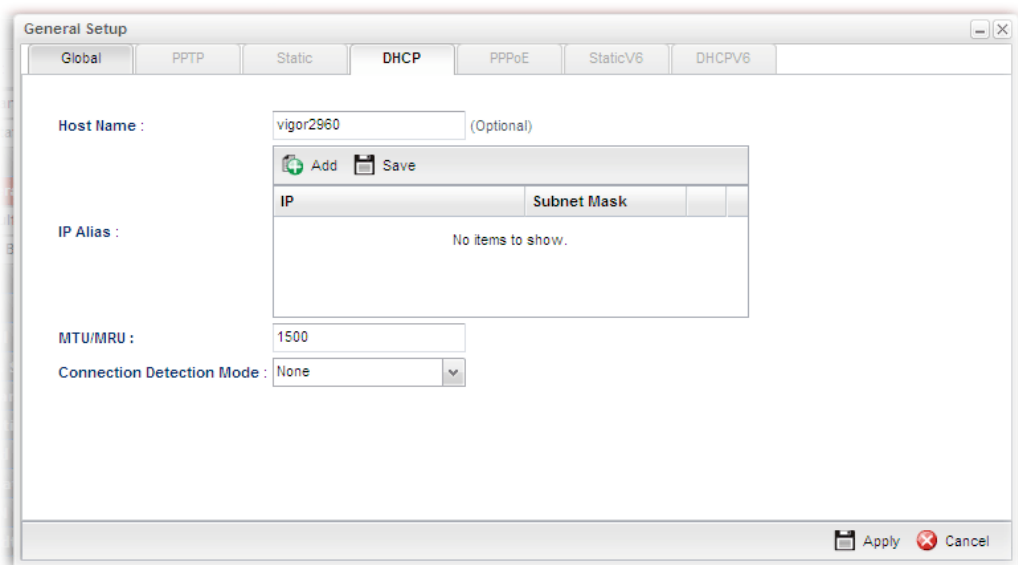 General Setup
Global PPTP Static DHCP PPPoE StaticV6 DHCPV6
Host Name : vigor2960 (Optional)
Add Save
IP Subnet Mask
IP Alias :
No items to show.
MTU/MRU : 1500
Connection Detection Mode : None
Apply Cancel